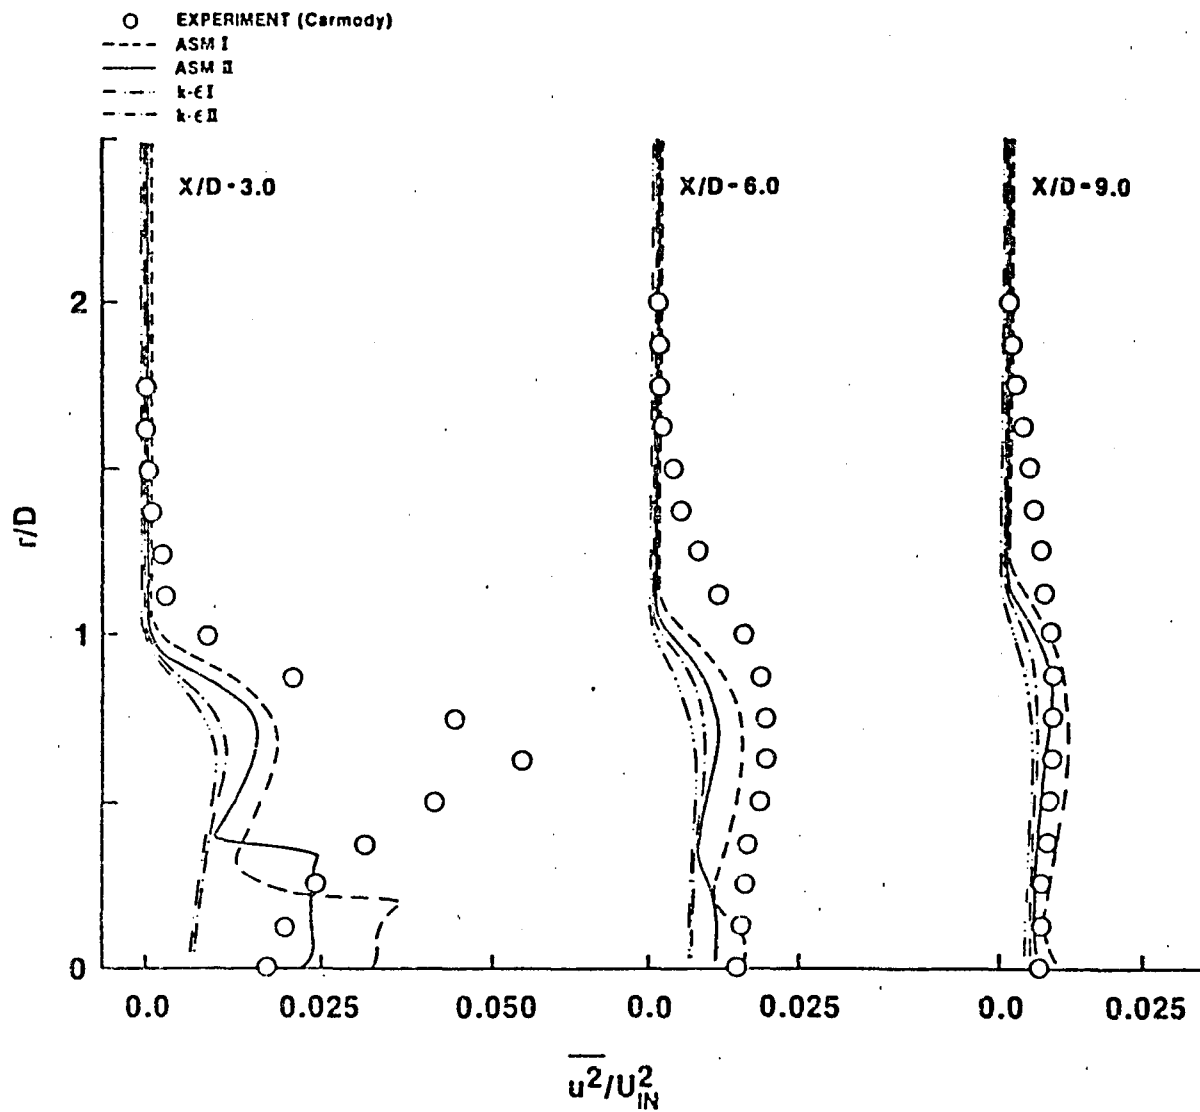 EXPERIMENT (Carmody)
ASM I
ASM II
k-ϵ I
k-ϵ II
X/D=3.0
X/D=6.0
X/D=9.0
2
r/D
1
0
0.0 0.025 0.050 0.0 0.025 0.0 0.025
u²/U²IN